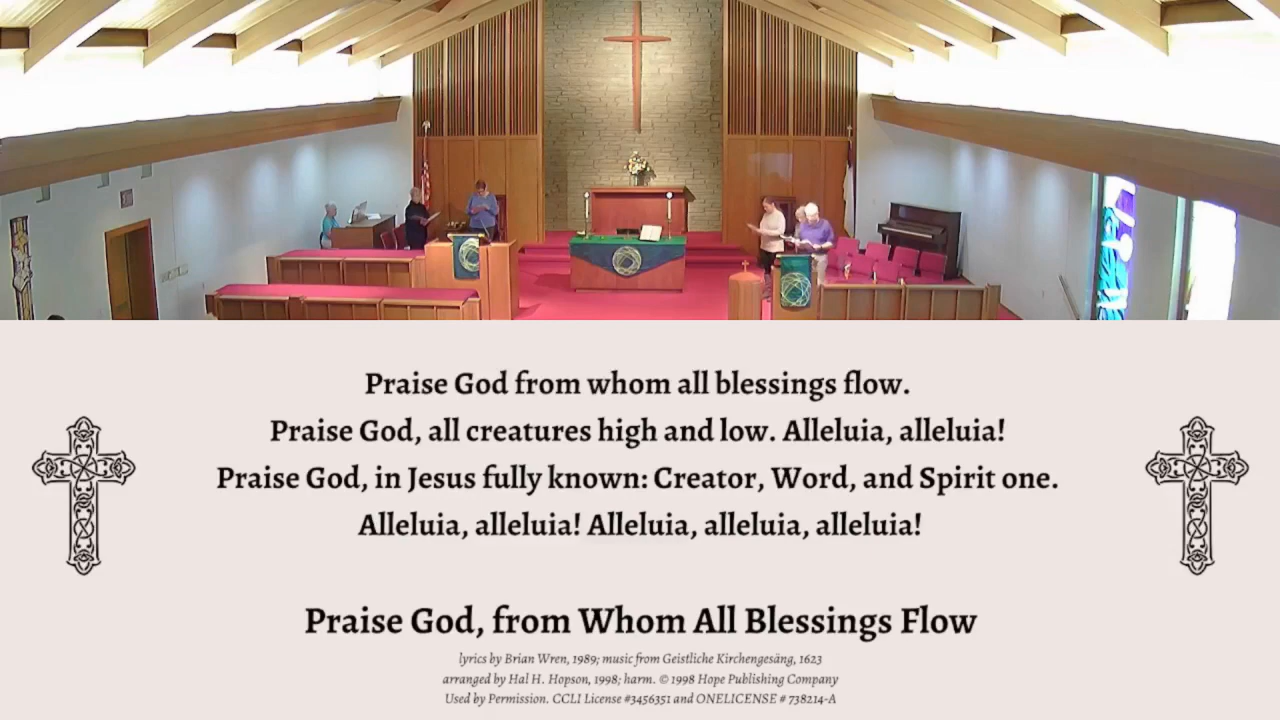 Praise God from whom all blessings flow.
Praise God, all creatures high and low. Alleluia, alleluia!
Praise God, in Jesus fully known: Creator, Word, and Spirit one.
Alleluia, alleluia! Alleluia, alleluia, alleluia!
Praise God, from Whom All Blessings Flow
lyrics by Brian Wren, 1989; music from Geistliche Kirchengesäng, 1623
arranged by Hal H. Hopson, 1998; harm. © 1998 Hope Publishing Company
Used by Permission. CCLI License #3456351 and ONELICENSE # 738214-A